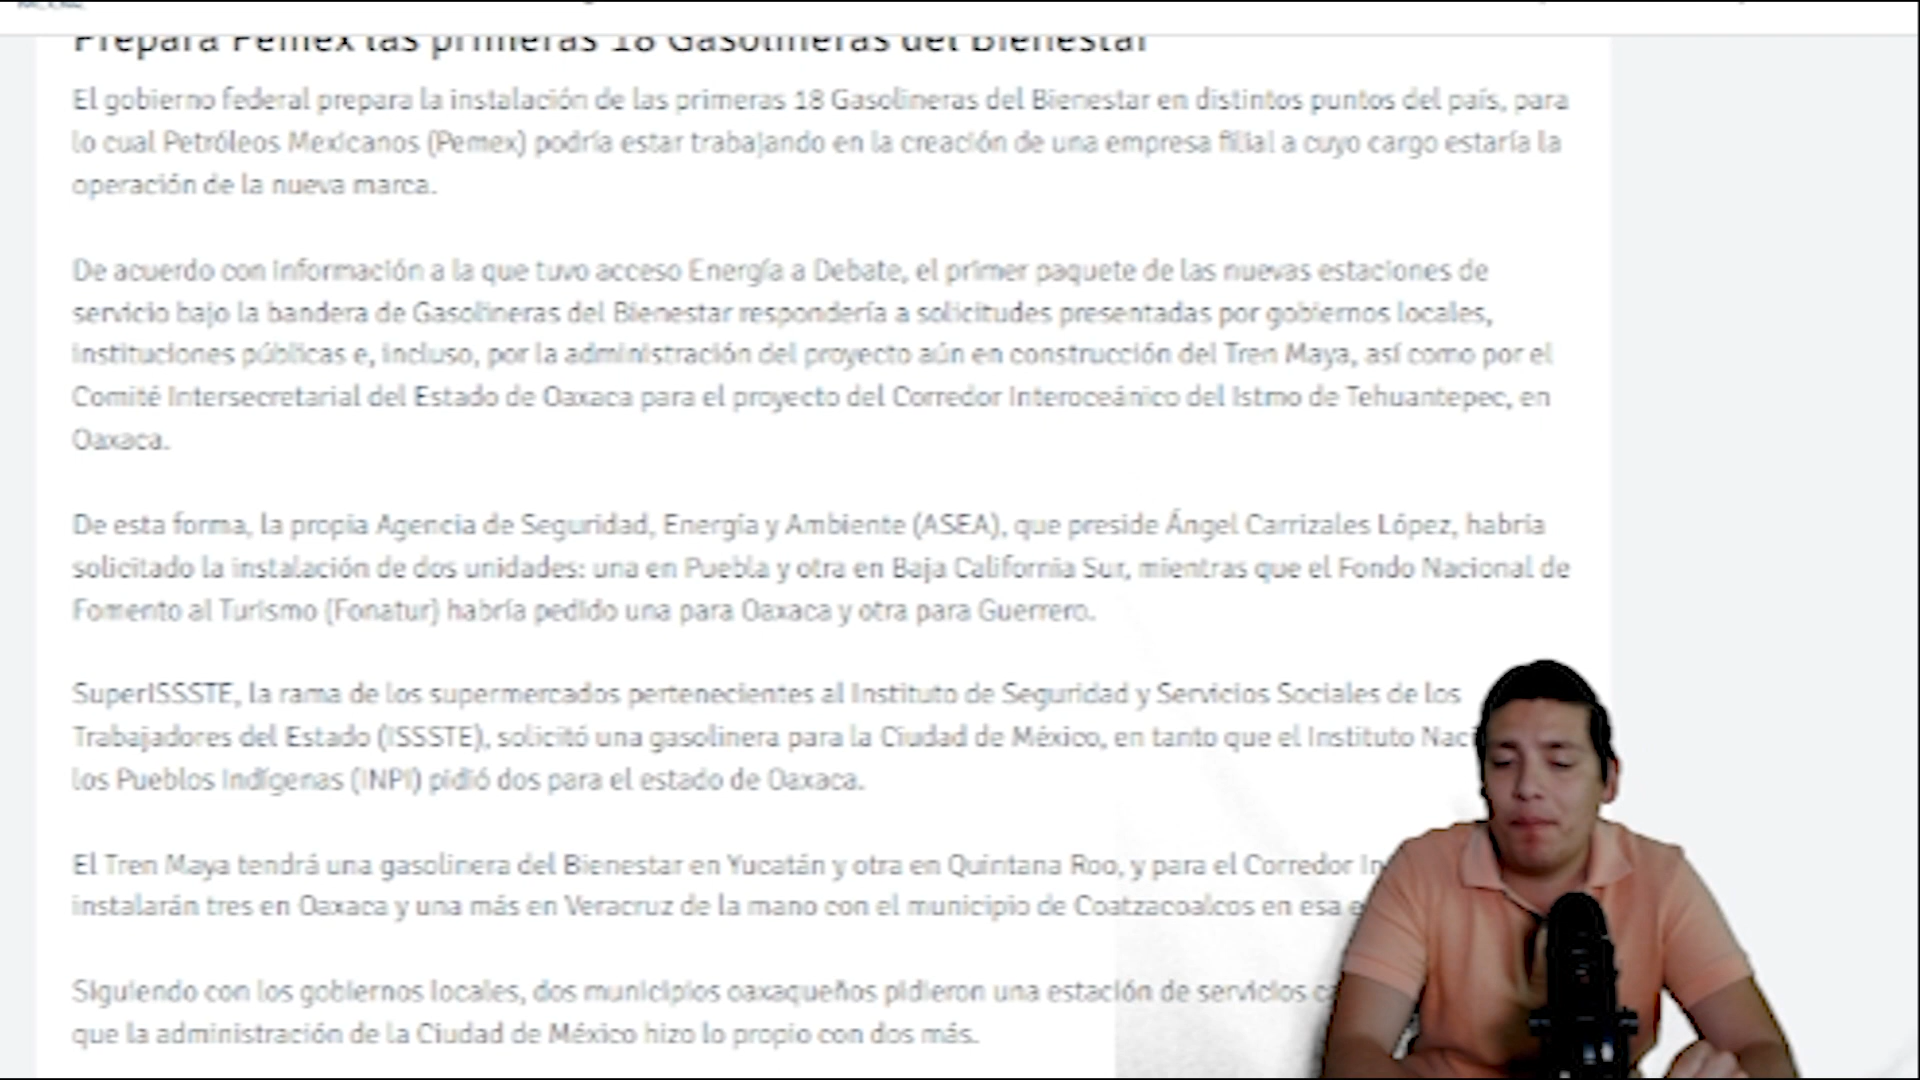 Prepara Pemex las primeras 18 Gasolineras del Bienestar
El gobierno federal prepara la instalación de las primeras 18 Gasolineras del Bienestar en distintos puntos del país, para
lo cual Petróleos Mexicanos (Pemex) podría estar trabajando en la creación de una empresa filial a cuyo cargo estaría la
operación de la nueva marca.
De acuerdo con información a la que tuvo acceso Energía a Debate, el primer paquete de las nuevas estaciones de
servicio bajo la bandera de Gasolineras del Bienestar respondería a solicitudes presentadas por gobiernos locales,
instituciones públicas e, incluso, por la administración del proyecto aún en construcción del Tren Maya, así como por el
Comité Intersecretarial del Estado de Oaxaca para el proyecto del Corredor Interoceánico del Istmo de Tehuantepec, en
Oaxaca.
De esta forma, la propia Agencia de Seguridad, Energía y Ambiente (ASEA), que preside Ángel Carrizales López, habría
solicitado la instalación de dos unidades: una en Puebla y otra en Baja California Sur, mientras que el Fondo Nacional de
Fomento al Turismo (Fonatur) habría pedido una para Oaxaca y otra para Guerrero.
SuperISSSTE, la rama de los supermercados pertenecientes al Instituto de Seguridad y Servicios Sociales de los
Trabajadores del Estado (ISSSTE), solicitó una gasolinera para la Ciudad de México, en tanto que el Instituto Naci
los Pueblos Indígenas (INPI) pidió dos para el estado de Oaxaca.
El Tren Maya tendrá una gasolinera del Bienestar en Yucatán y otra en Quintana Roo, y para el Corredor In
instalarán tres en Oaxaca y una más en Veracruz de la mano con el municipio de Coatzacoalcos en esa
Siguiendo con los gobiernos locales, dos municipios oaxaqueños pidieron una estación de servicios
que la administración de la Ciudad de México hizo lo propio con dos más.